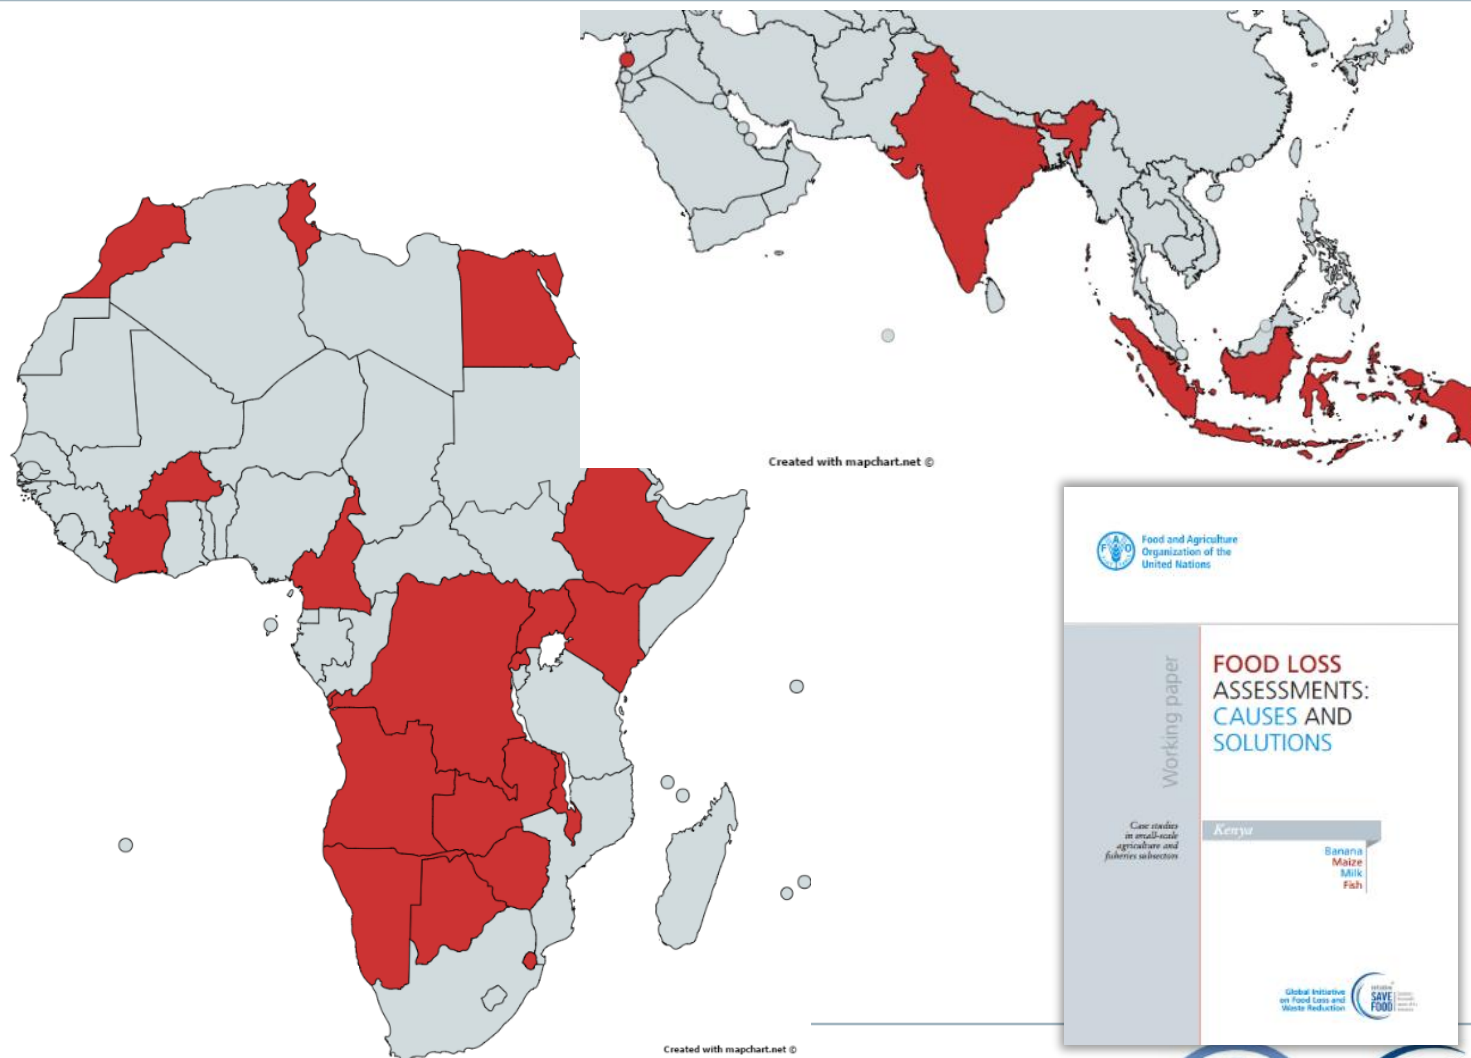 Created with mapchart.net ©
Food and Agriculture
Organization of the
United Nations
Working paper
FOOD LOSS
ASSESSMENTS:
CAUSES AND
SOLUTIONS
Case studies
in small-scale
agriculture and
fisheries subsectors
Kenya
Banana
Maize
Milk
Fish
Global Initiative
on Food Loss and
Waste Reduction
SAVE
FOOD
Created with mapchart.net ©